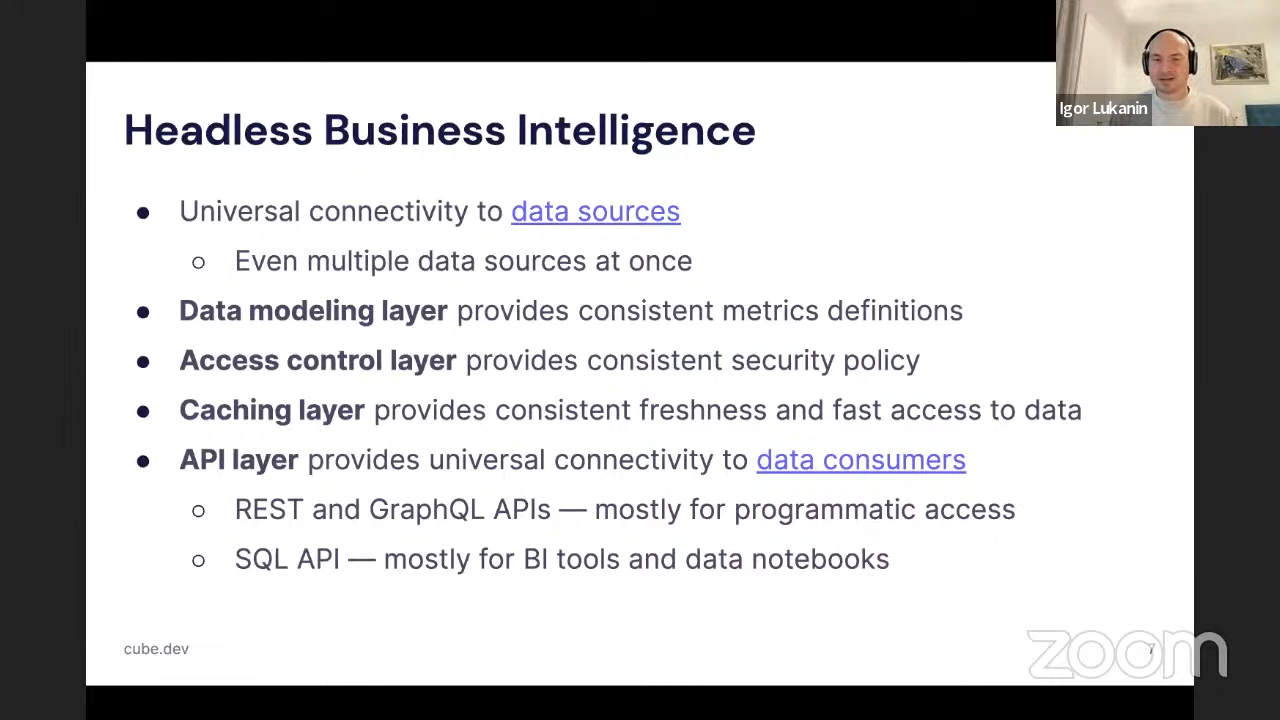 Igor Lukanin
Headless Business Intelligence
● Universal connectivity to data sources
○ Even multiple data sources at once
● Data modeling layer provides consistent metrics definitions
● Access control layer provides consistent security policy
● Caching layer provides consistent freshness and fast access to data
● API layer provides universal connectivity to data consumers
○ REST and GraphQL APIs — mostly for programmatic access
○ SQL API — mostly for BI tools and data notebooks
cube.dev
7
zoom